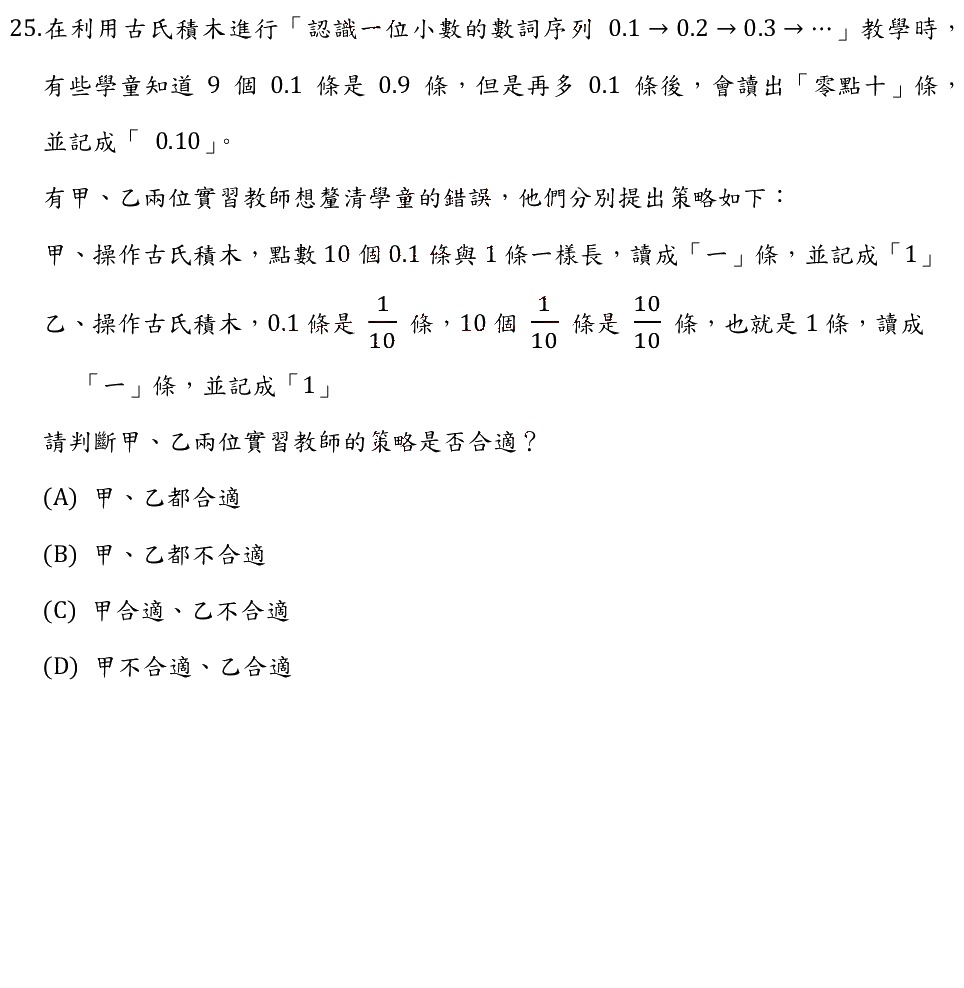 25.在利用古氏積木進行「認識一位小數的數詞序列 0.1→0.2→0.3→⋯」教學時，
有些學童知道 9 個 0.1 條是 0.9 條，但是再多 0.1 條後，會讀出「零點十」條，
並記成「 0.10」。
有甲、乙兩位實習教師想釐清學童的錯誤，他們分別提出策略如下：
甲、操作古氏積木，點數 10 個 0.1 條與 1 條一樣長，讀成「一」條，並記成「1」
乙、操作古氏積木，0.1 條是 1/10 條，10 個 1/10 條是 10/10 條，也就是 1 條，讀成
「一」條，並記成「1」
請判斷甲、乙兩位實習教師的策略是否合適？
(A) 甲、乙都合適
(B) 甲、乙都不合適
(C) 甲合適、乙不合適
(D) 甲不合適、乙合適